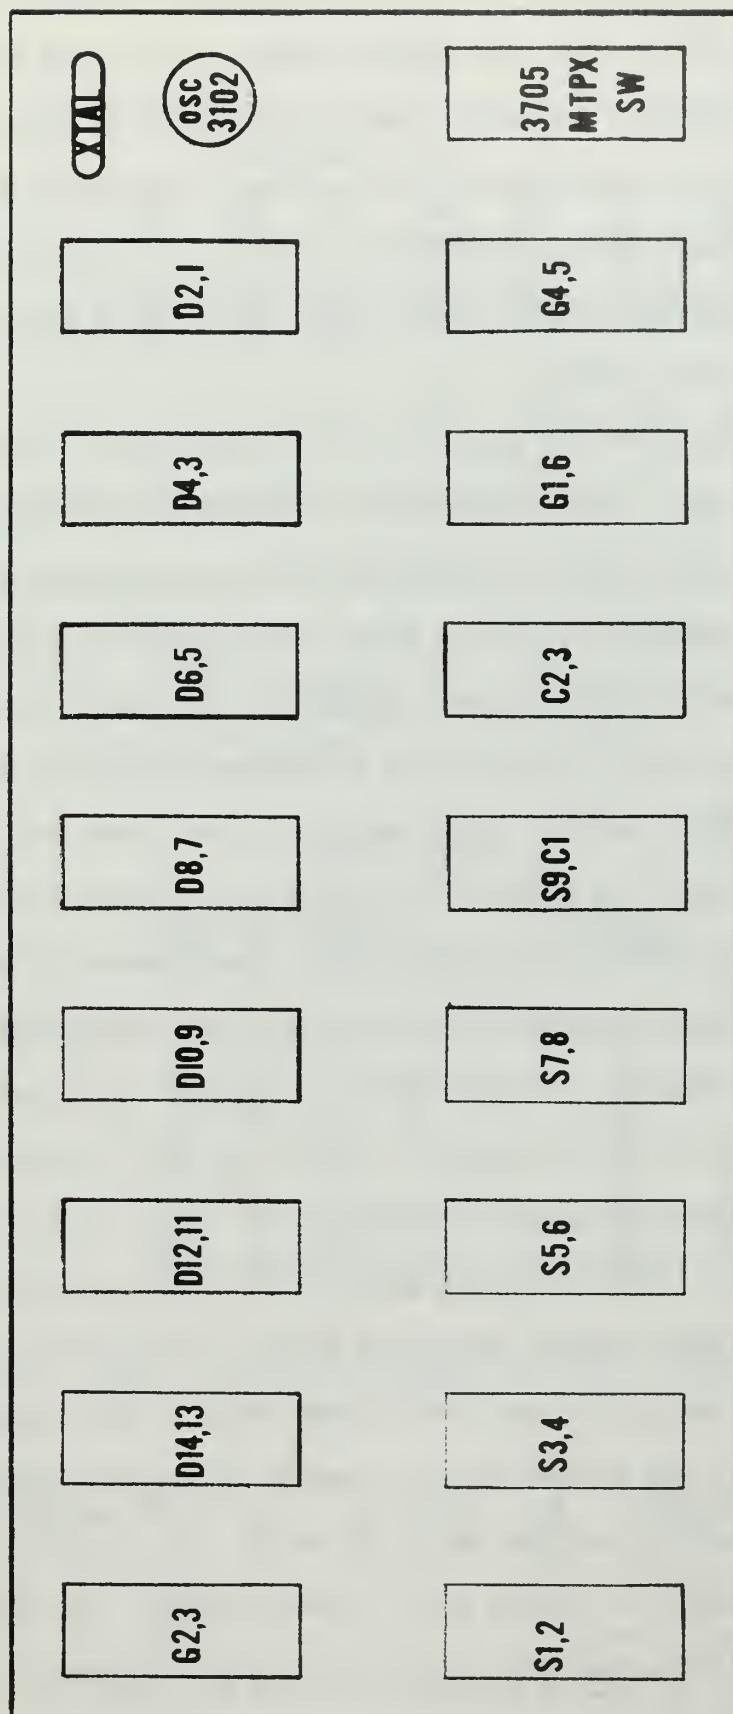 XTAL
OSC
3102
3705
MTPX
SW
D2,1
G4,5
D4,3
G1,6
D6,5
C2,3
D8,7
S9,C1
D10,9
S7,8
D12,11
S5,6
D14,13
S3,4
G2,3
S1,2